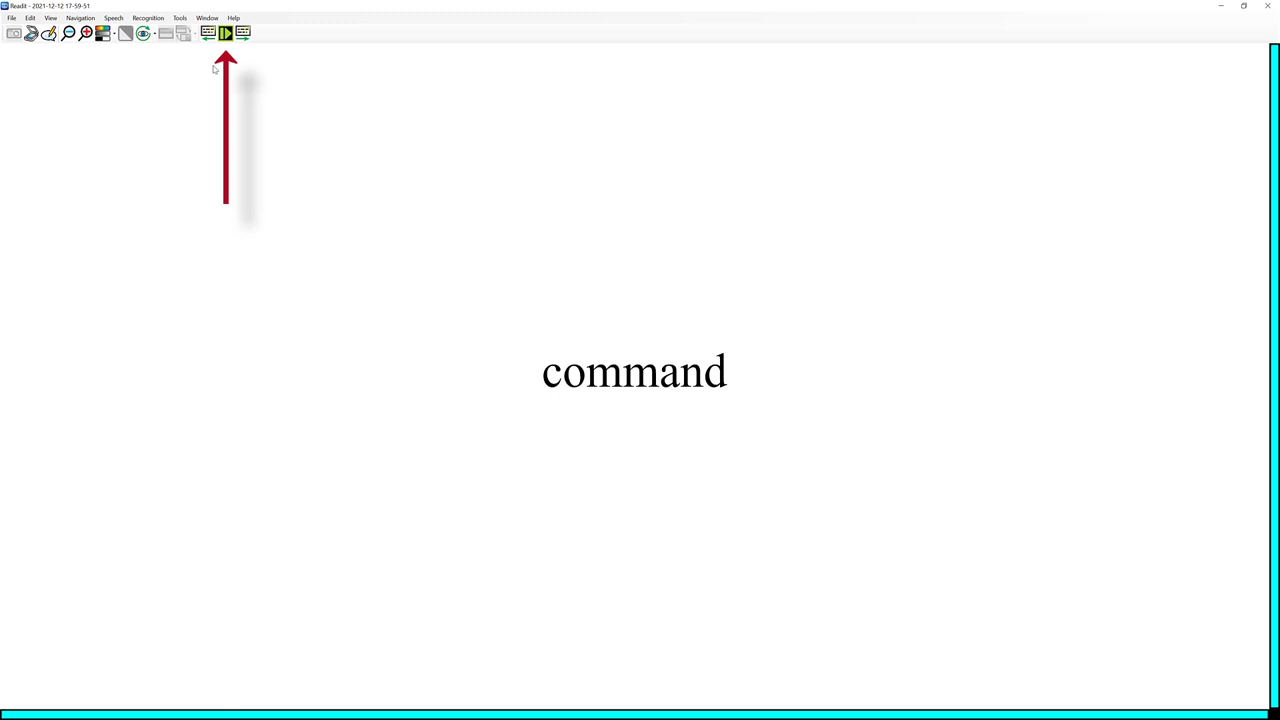 Readit - 2021-12-12 17-59-51
File Edit View Navigation Speech Recognition Tools Window Help
command